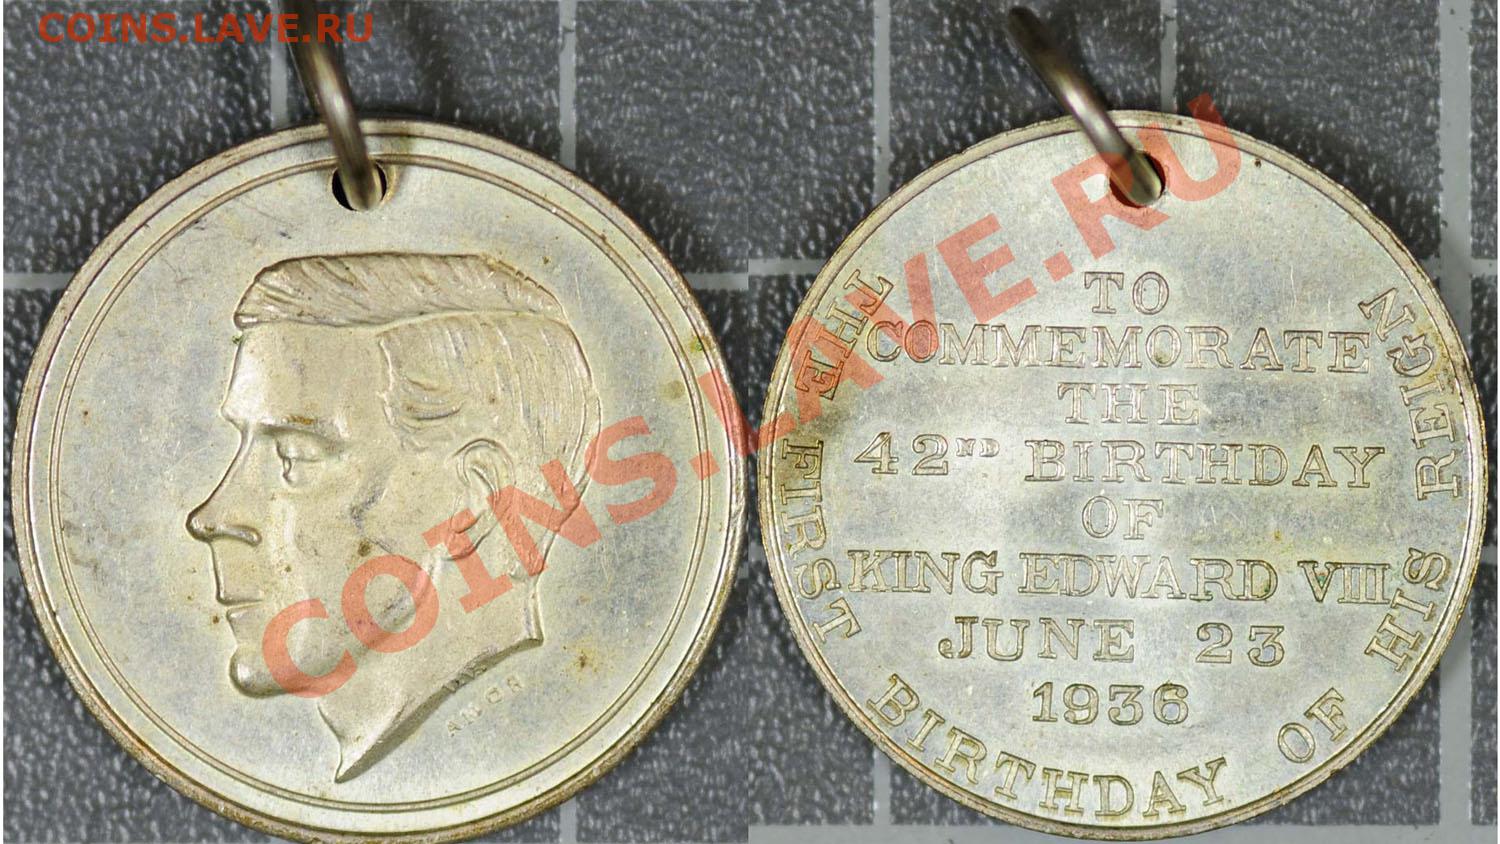 COINS.LAVE.RU
COINS.LAVE.RU
TO
COMMEMORATE
THE
42ND BIRTHDAY
OF
KING EDWARD VIII
JUNE 23
1936
THE FIRST BIRTHDAY OF HIS REIGN